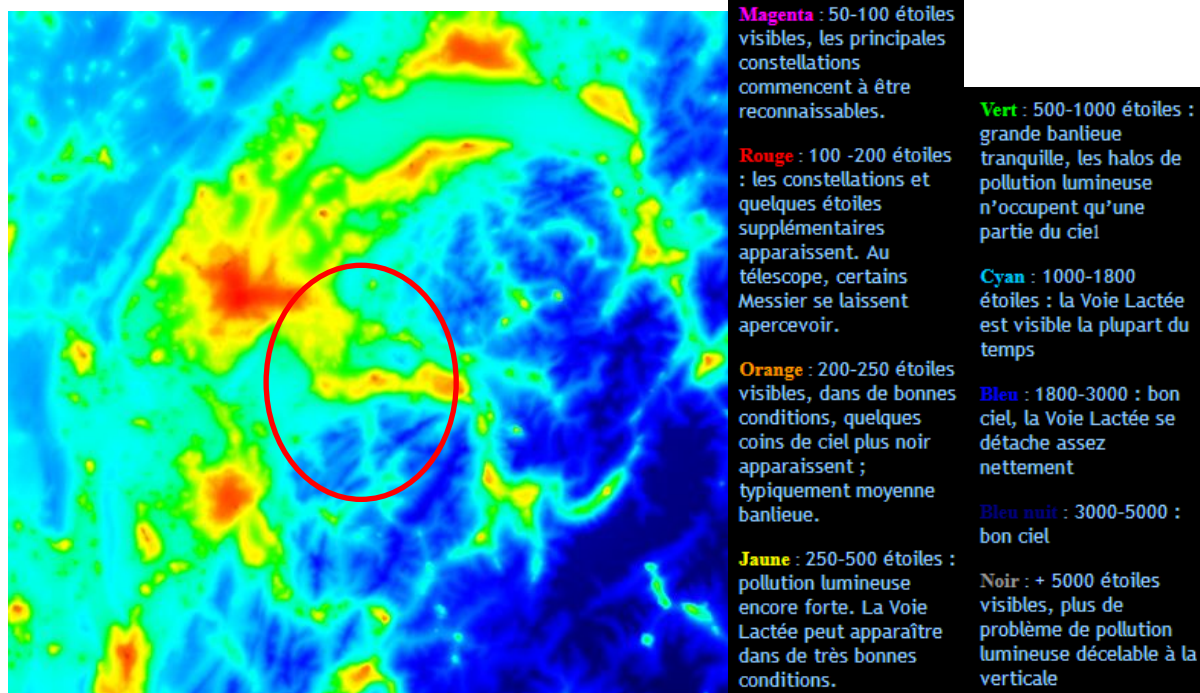 Magenta : 50-100 étoiles
visibles, les principales
constellations
commencent à être
reconnaissables.
Rouge : 100 -200 étoiles
: les constellations et
quelques étoiles
supplémentaires
apparaissent. Au
télescope, certains
Messier se laissent
apercevoir.
Orange : 200-250 étoiles
visibles, dans de bonnes
conditions, quelques
coins de ciel plus noir
apparaissent ;
typiquement moyenne
banlieue.
Jaune : 250-500 étoiles :
pollution lumineuse
encore forte. La Voie
Lactée peut apparaître
dans de très bonnes
conditions.
Vert : 500-1000 étoiles :
grande banlieue
tranquille, les halos de
pollution lumineuse
n'occupent qu'une
partie du ciel
Cyan : 1000-1800
étoiles : la Voie Lactée
est visible la plupart du
temps
Bleu : 1800-3000 : bon
ciel, la Voie Lactée se
détache assez
nettement
Bleu nuit : 3000-5000 :
bon ciel
Noir : + 5000 étoiles
visibles, plus de
problème de pollution
lumineuse décelable à la
verticale